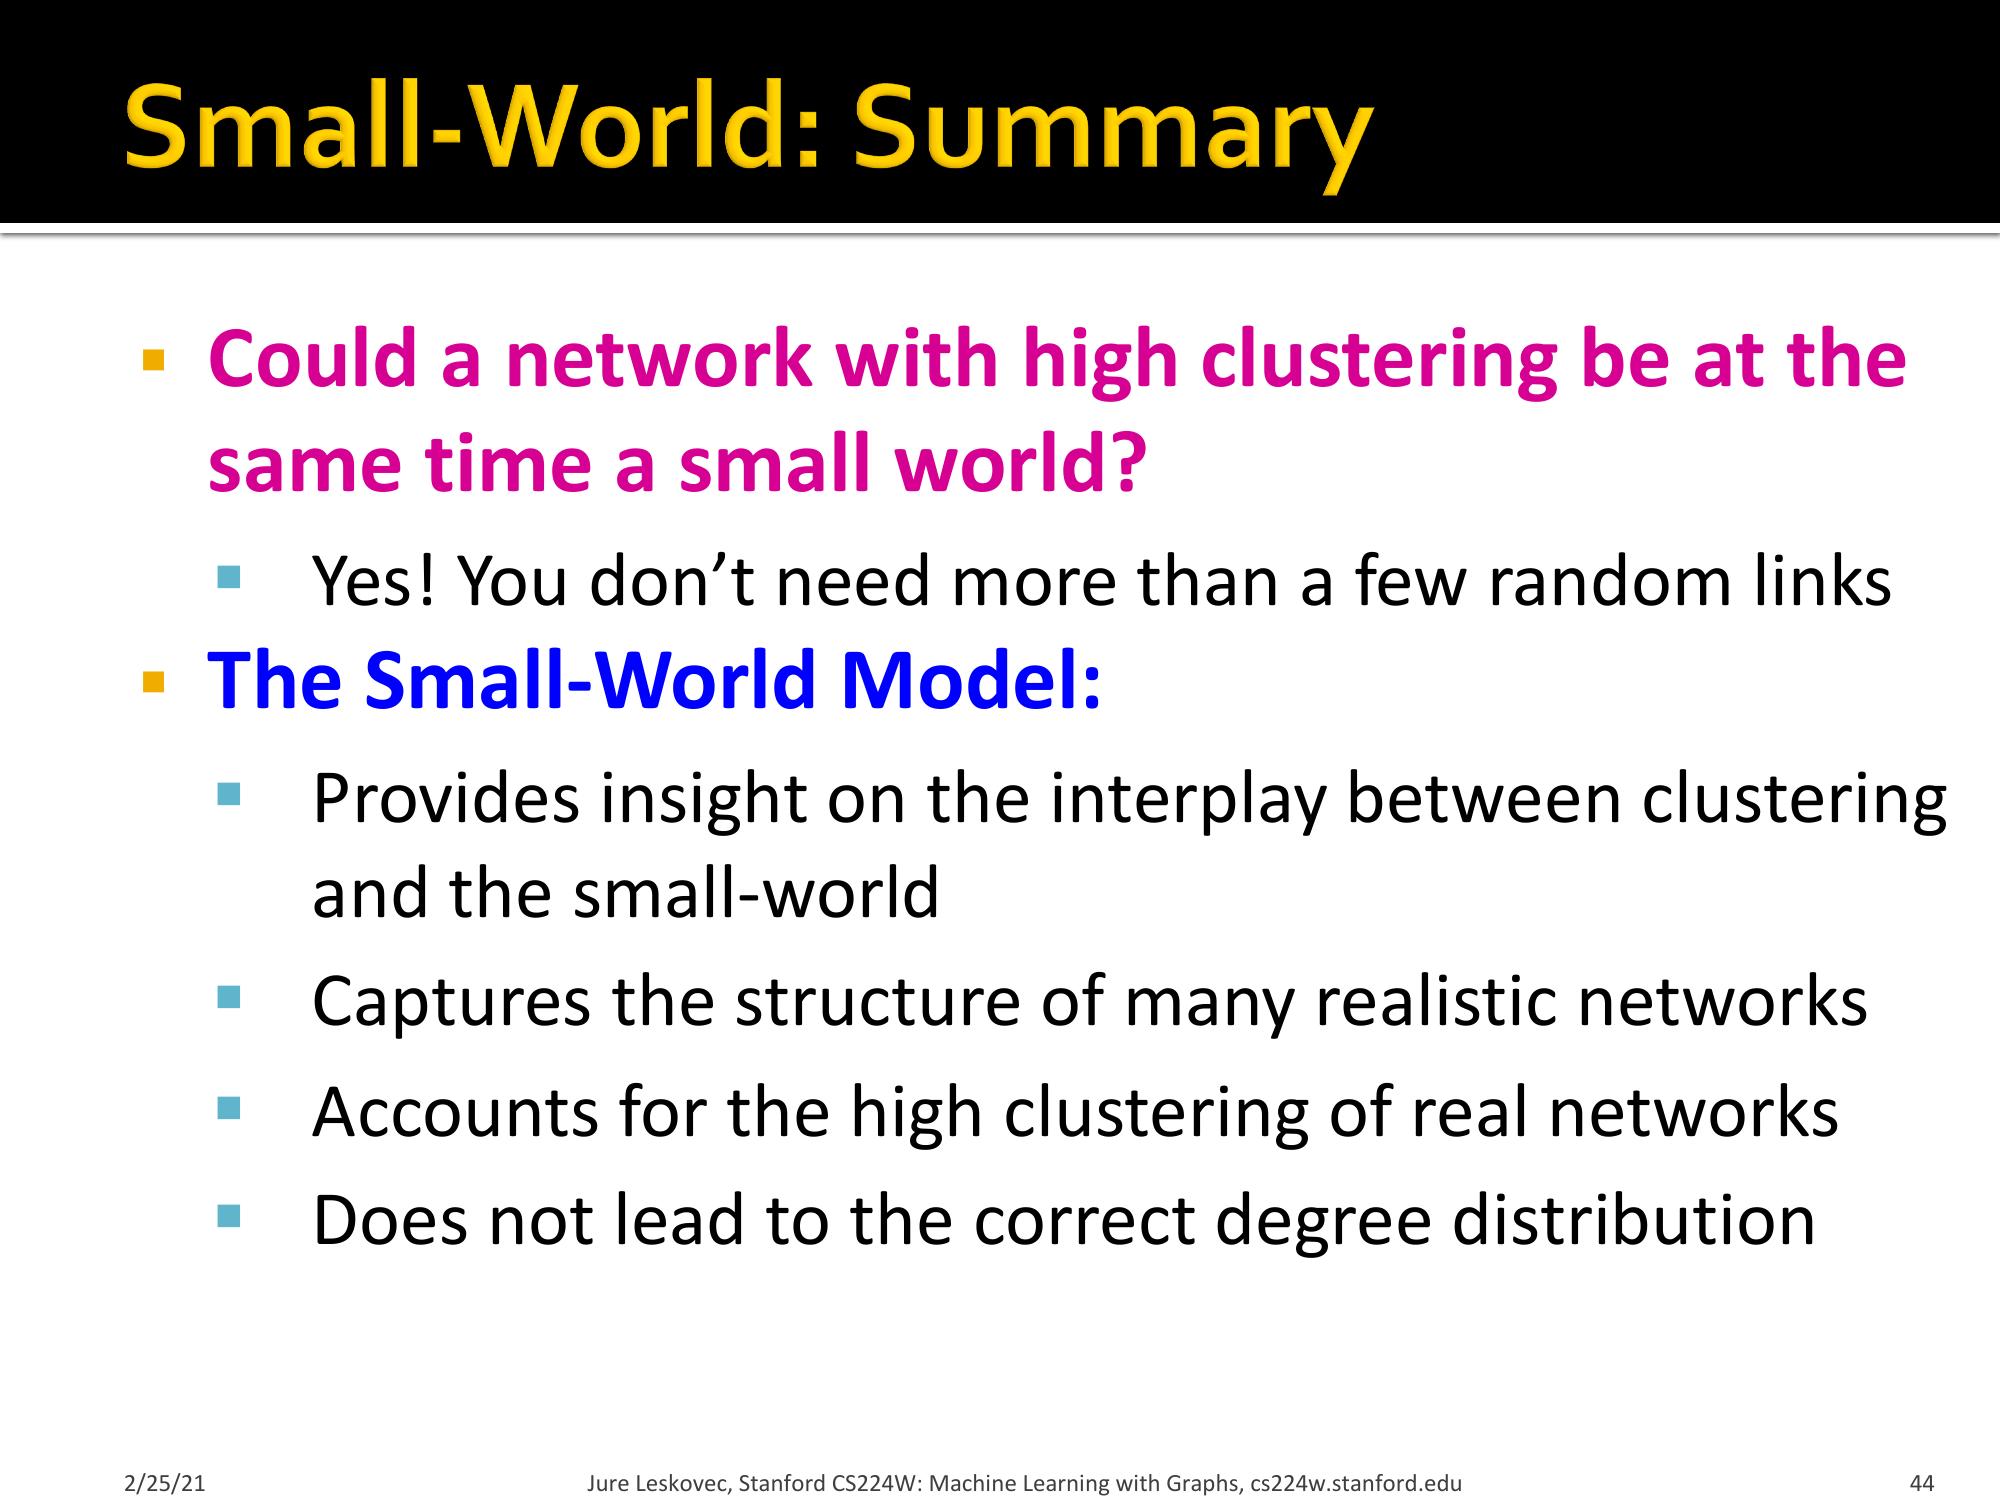 Small-World: Summary
Could a network with high clustering be at the
same time a small world?
Yes! You don’t need more than a few random links
The Small-World Model:
Provides insight on the interplay between clustering
and the small-world
Captures the structure of many realistic networks
Accounts for the high clustering of real networks
Does not lead to the correct degree distribution
2/25/21
Jure Leskovec, Stanford CS224W: Machine Learning with Graphs, cs224w.stanford.edu
44